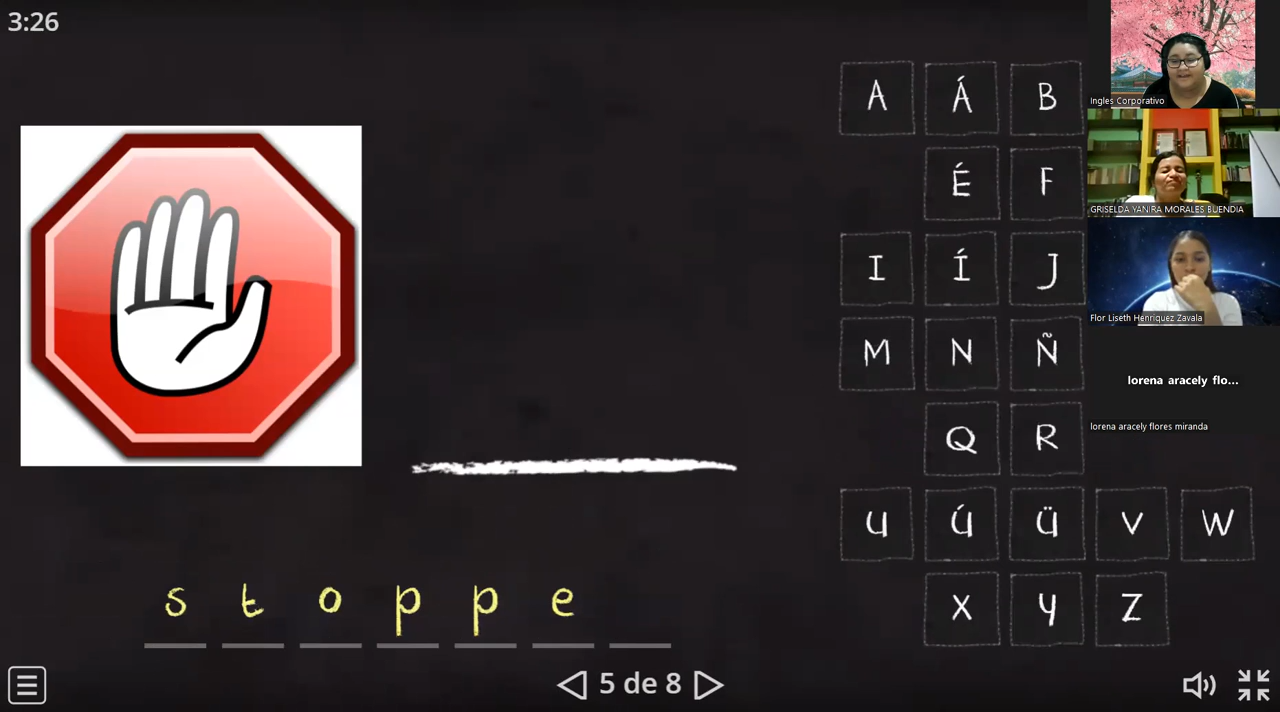 3:26
A Á B
É F
I Í J
M N Ñ
Q R
U Ú Ü V W
X Y Z
Ingles Corporativo
GRISELDA YANIRA MORALES BUENDIA
Flor Liseth Henriquez Zavala
lorena aracely flo...
lorena aracely flores miranda
s t o p p e
5 de 8